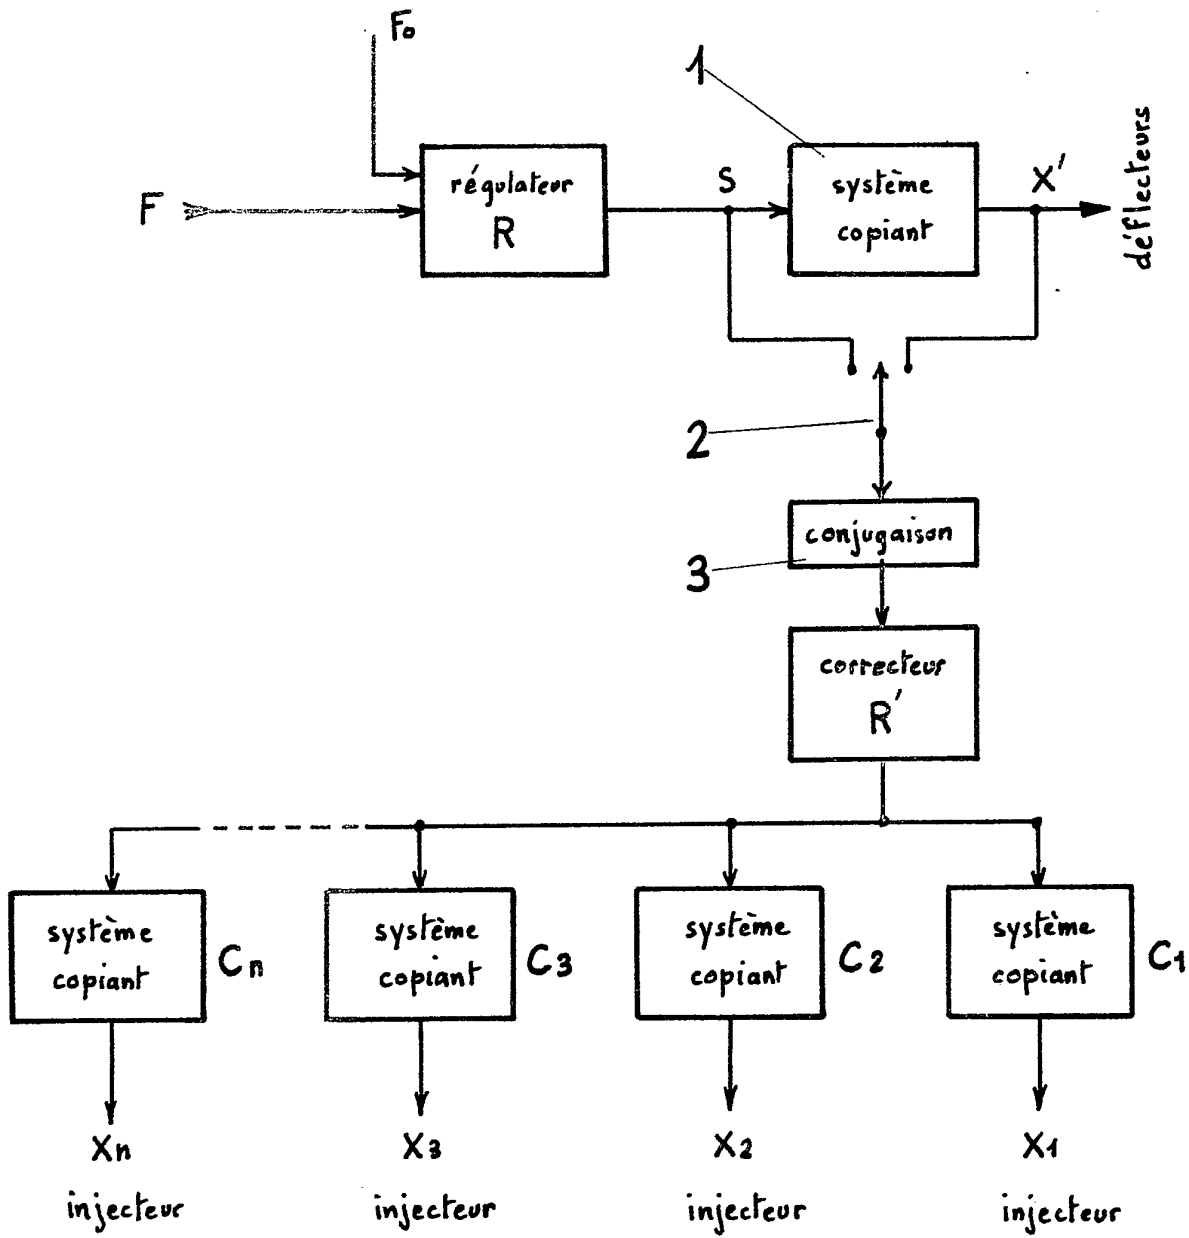 Fo
1
F
régulateur
R
S
système
copiant
X'
déflecteurs
2
conjugaison
3
correcteur
R'
système
copiant
Cn
système
copiant
C3
système
copiant
C2
système
copiant
C1
Xn
X3
X2
X1
injecteur
injecteur
injecteur
injecteur